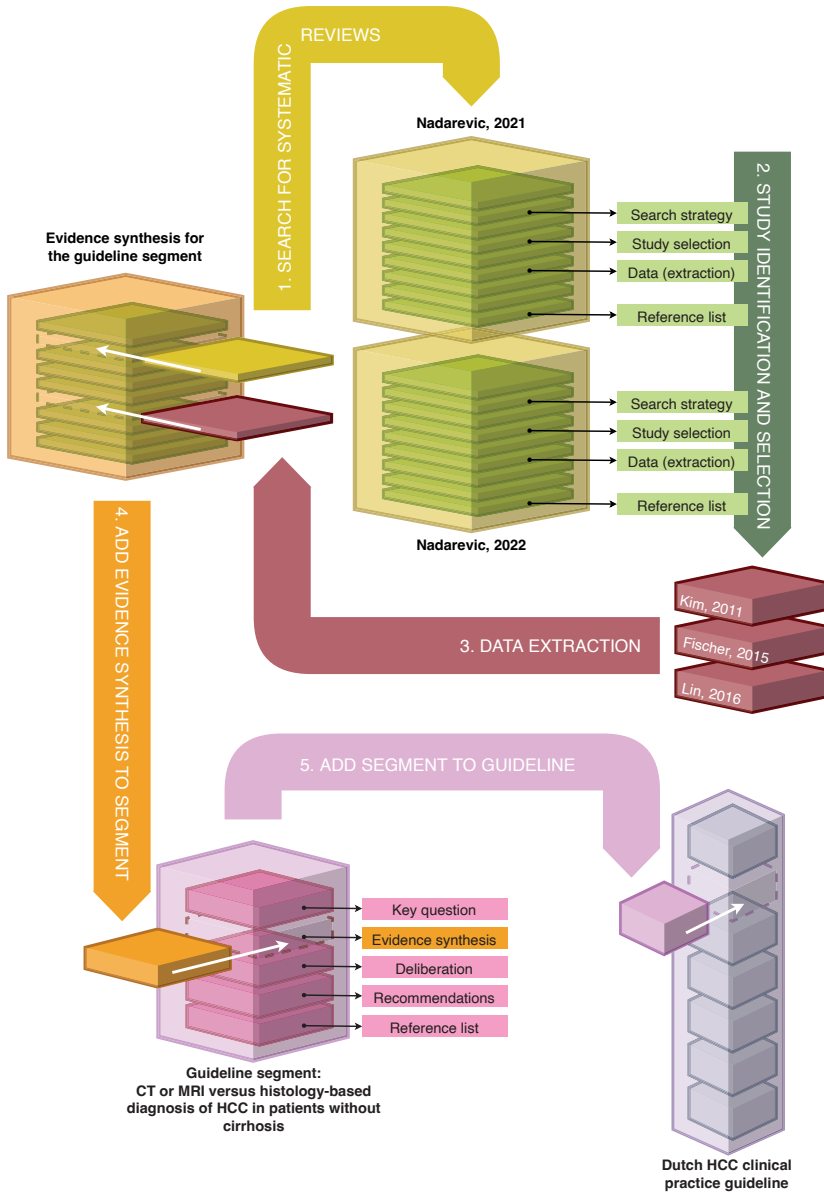 REVIEWS
1. SEARCH FOR SYSTEMATIC
Nadarevic, 2021
2. STUDY IDENTIFICATION AND SELECTION
Search strategy
Study selection
Data (extraction)
Reference list
Evidence synthesis for
the guideline segment
Search strategy
Study selection
Data (extraction)
Reference list
Nadarevic, 2022
Kim, 2011
Fischer, 2015
Lin, 2016
3. DATA EXTRACTION
4. ADD EVIDENCE SYNTHESIS TO SEGMENT
5. ADD SEGMENT TO GUIDELINE
Key question
Evidence synthesis
Deliberation
Recommendations
Reference list
Guideline segment:
CT or MRI versus histology-based
diagnosis of HCC in patients without
cirrhosis
Dutch HCC clinical
practice guideline